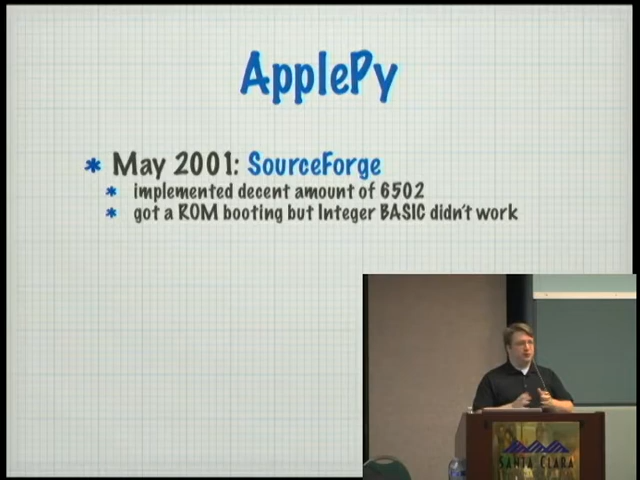 ApplePy
* May 2001: SourceForge
* implemented decent amount of 6502
* got a ROM booting but Integer BASIC didn't work
SANTA CLARA